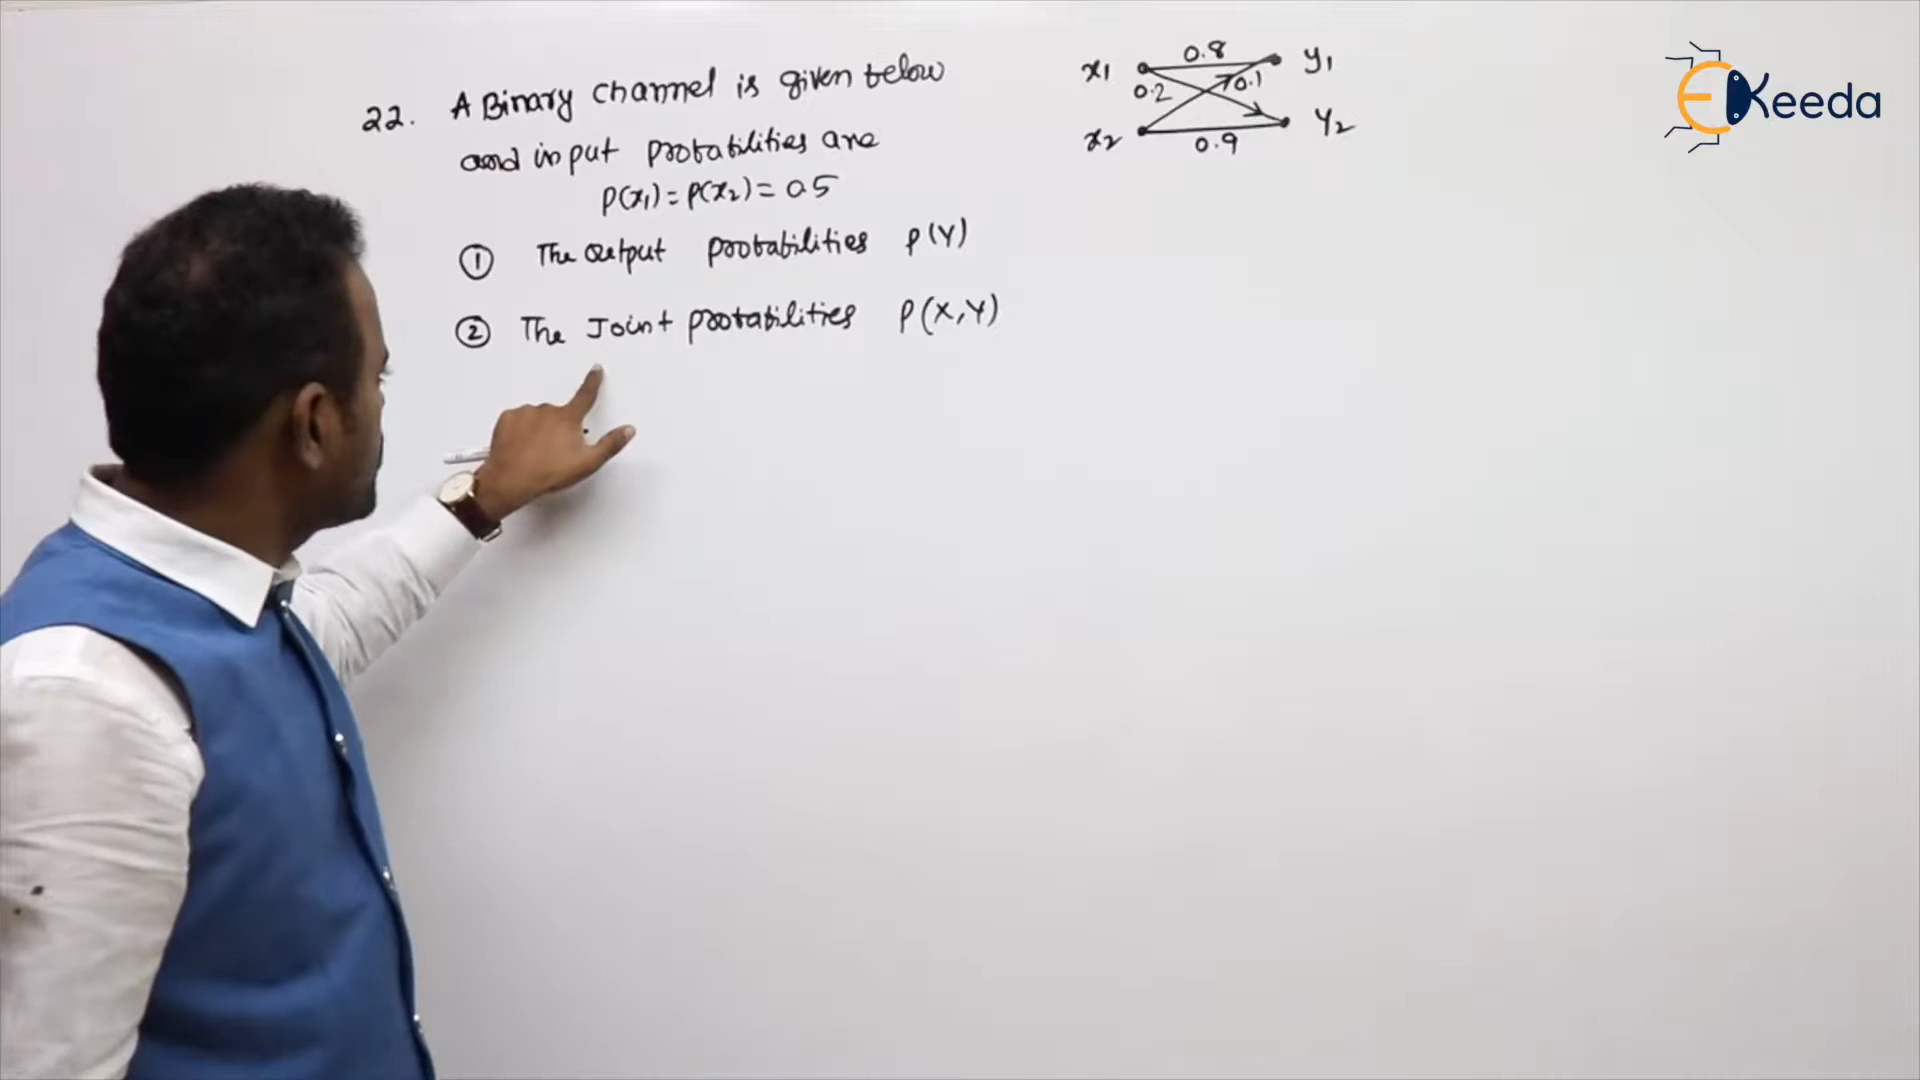 22. A Binary channel is given below
and input probabilities are
P(x1) = P(x2) = 0.5
① The output probabilities P(Y)
② The Joint probabilities P(X,Y)
x1 0.8 y1
0.2 0.1
x2 0.9 y2
EKeeda